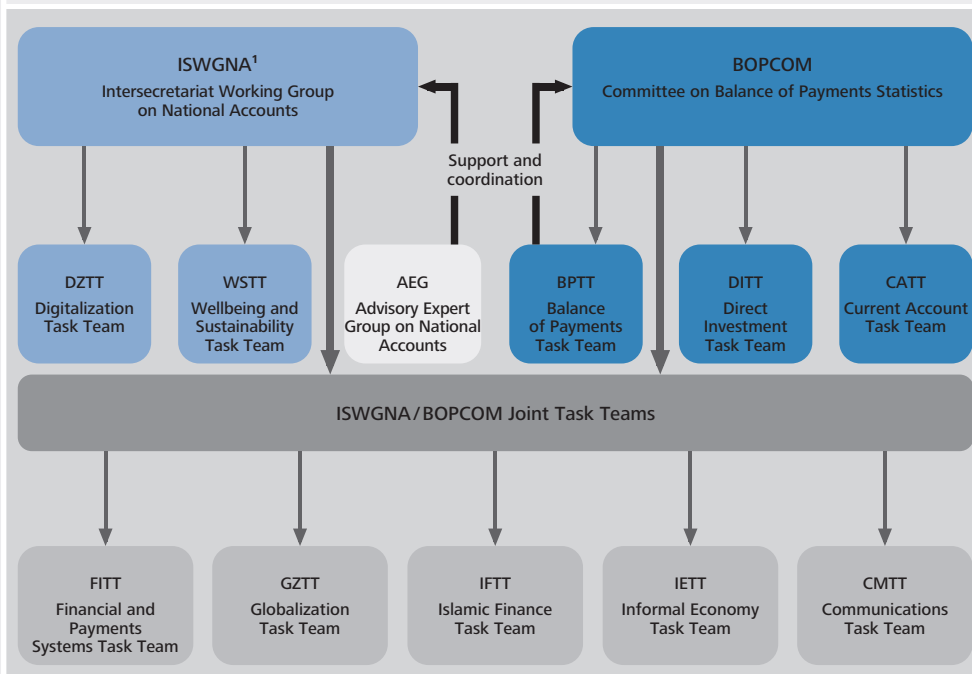 ISWGNA¹
Intersecretariat Working Group
on National Accounts
BOPCOM
Committee on Balance of Payments Statistics
Support and
coordination
DZTT
Digitalization
Task Team
WSTT
Wellbeing and
Sustainability
Task Team
AEG
Advisory Expert
Group on National
Accounts
BPTT
Balance
of Payments
Task Team
DITT
Direct
Investment
Task Team
CATT
Current Account
Task Team
ISWGNA/BOPCOM Joint Task Teams
FITT
Financial and
Payments
Systems Task Team
GZTT
Globalization
Task Team
IFTT
Islamic Finance
Task Team
IETT
Informal Economy
Task Team
CMTT
Communications
Task Team